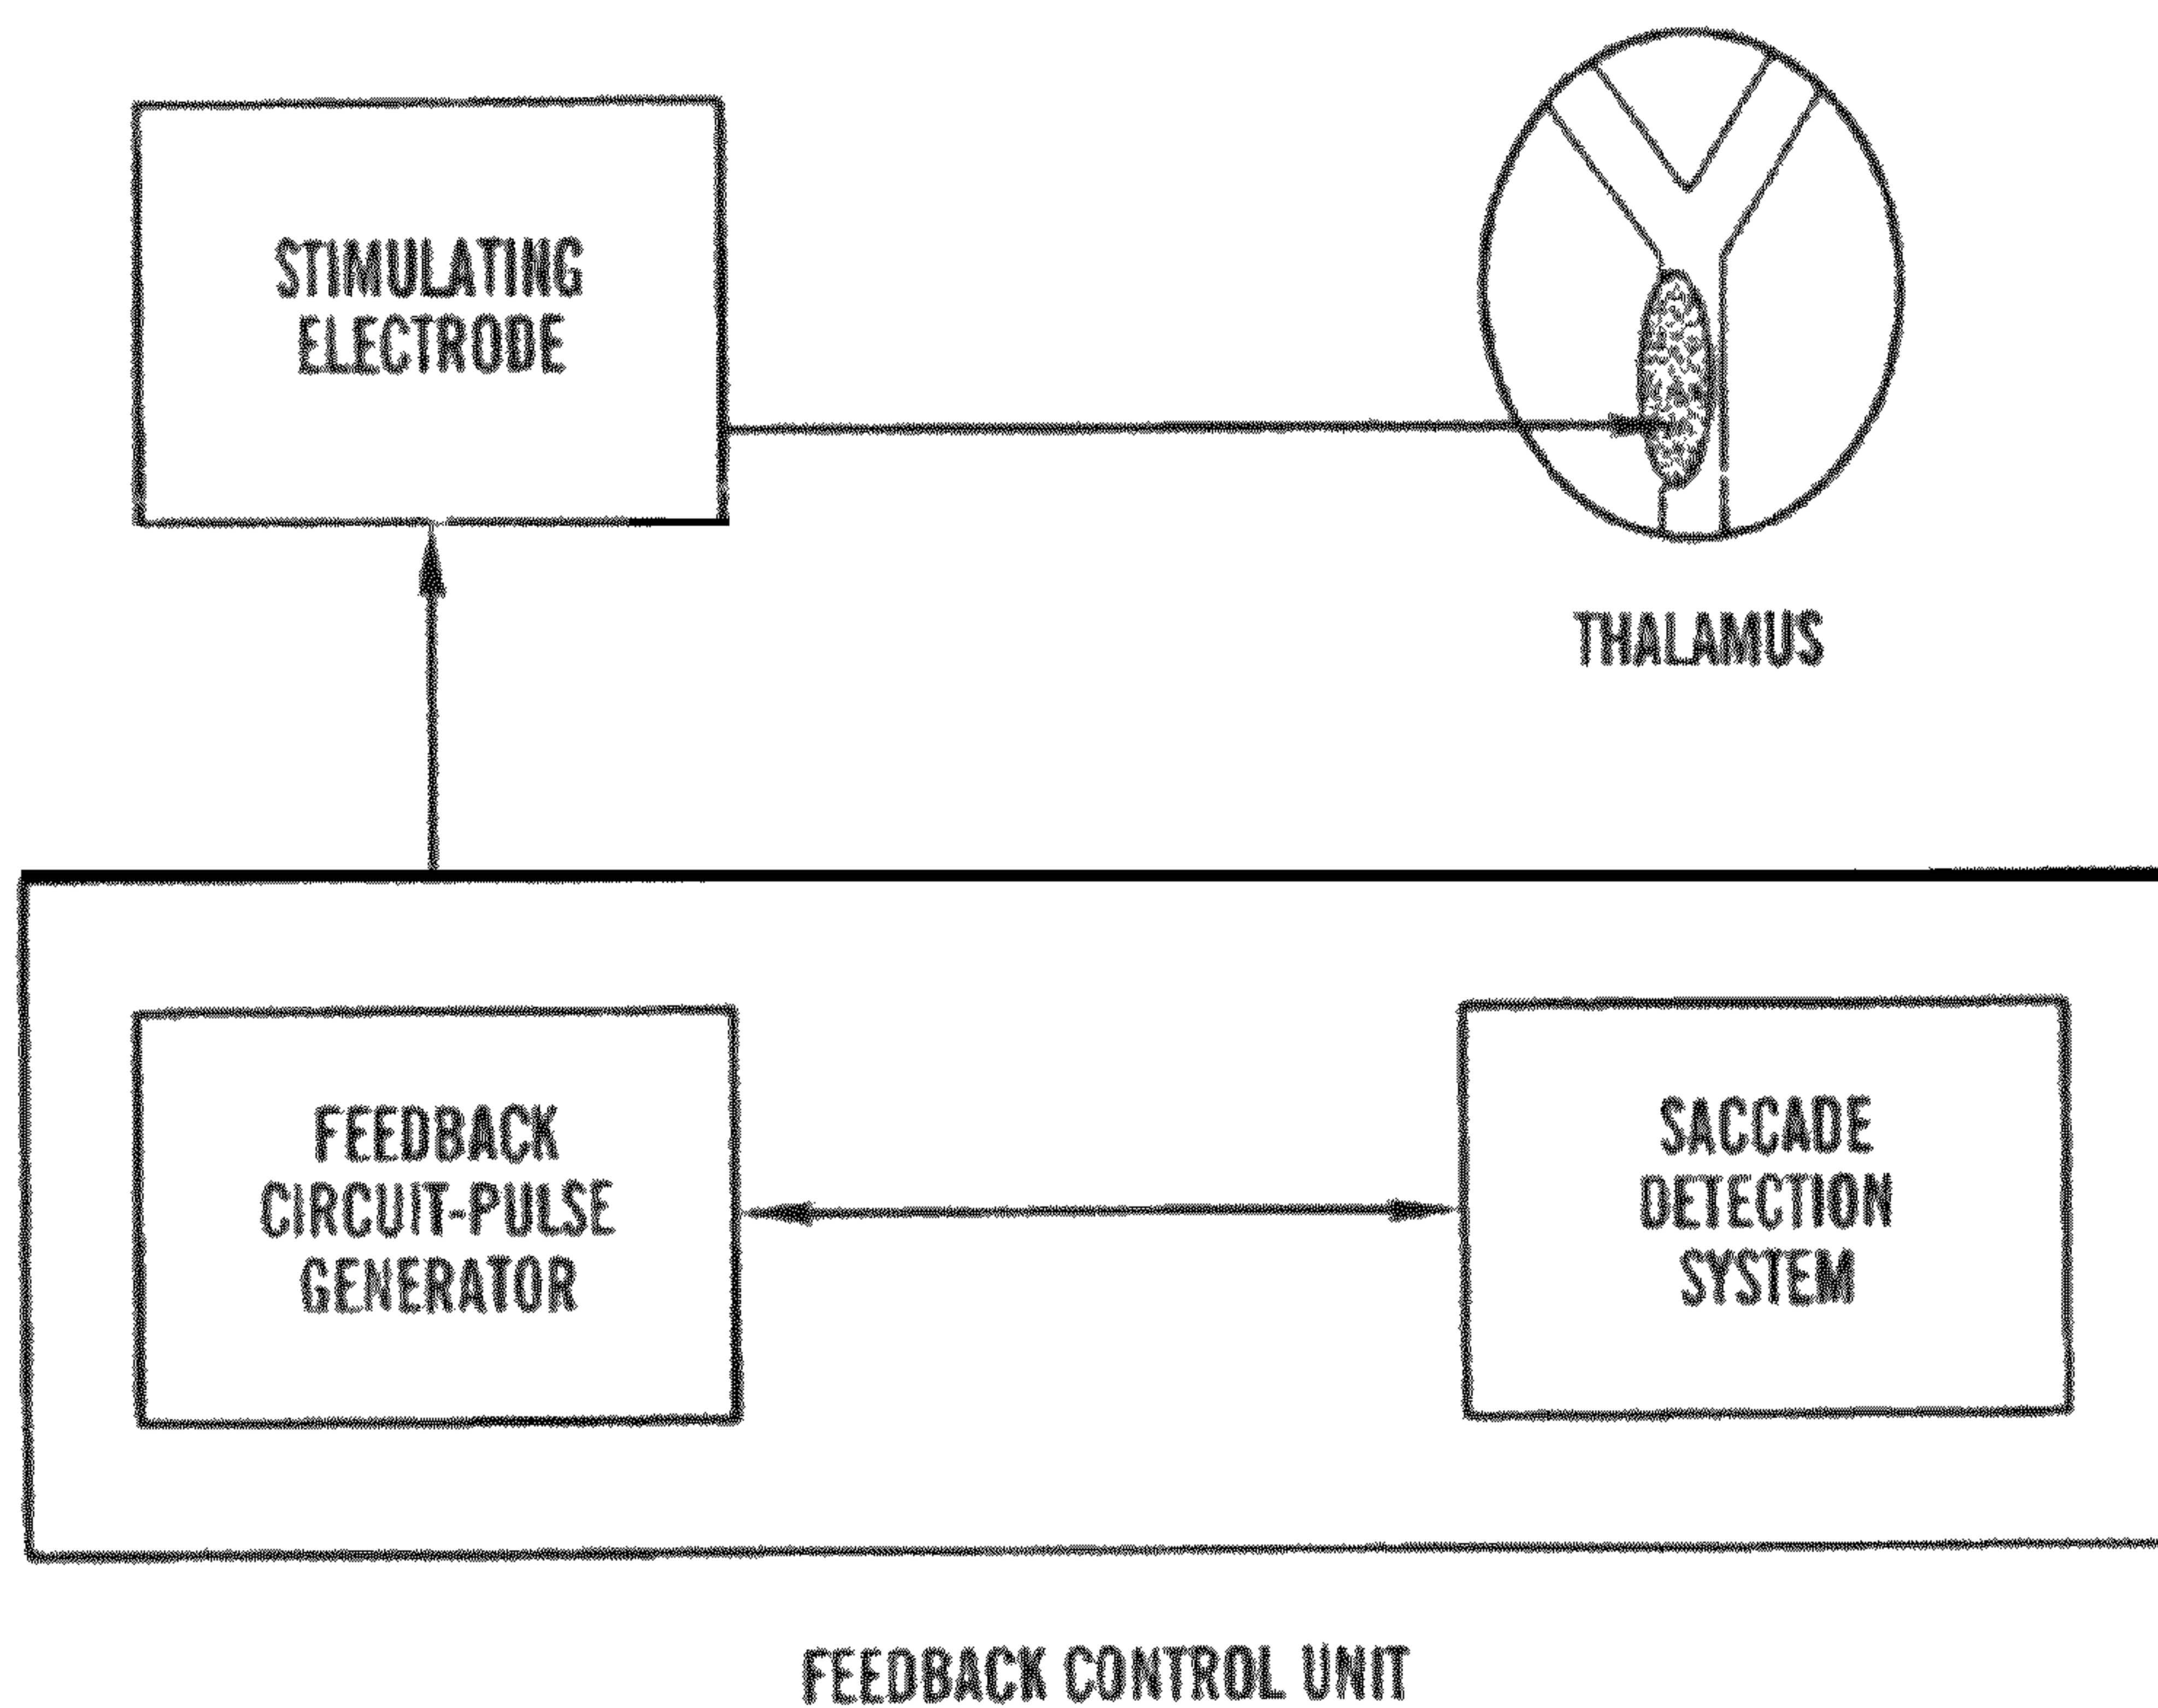 STIMULATING
ELECTRODE
THALAMUS
FEEDBACK
CIRCUIT-PULSE
GENERATOR
SACCADE
DETECTION
SYSTEM
FEEDBACK CONTROL UNIT